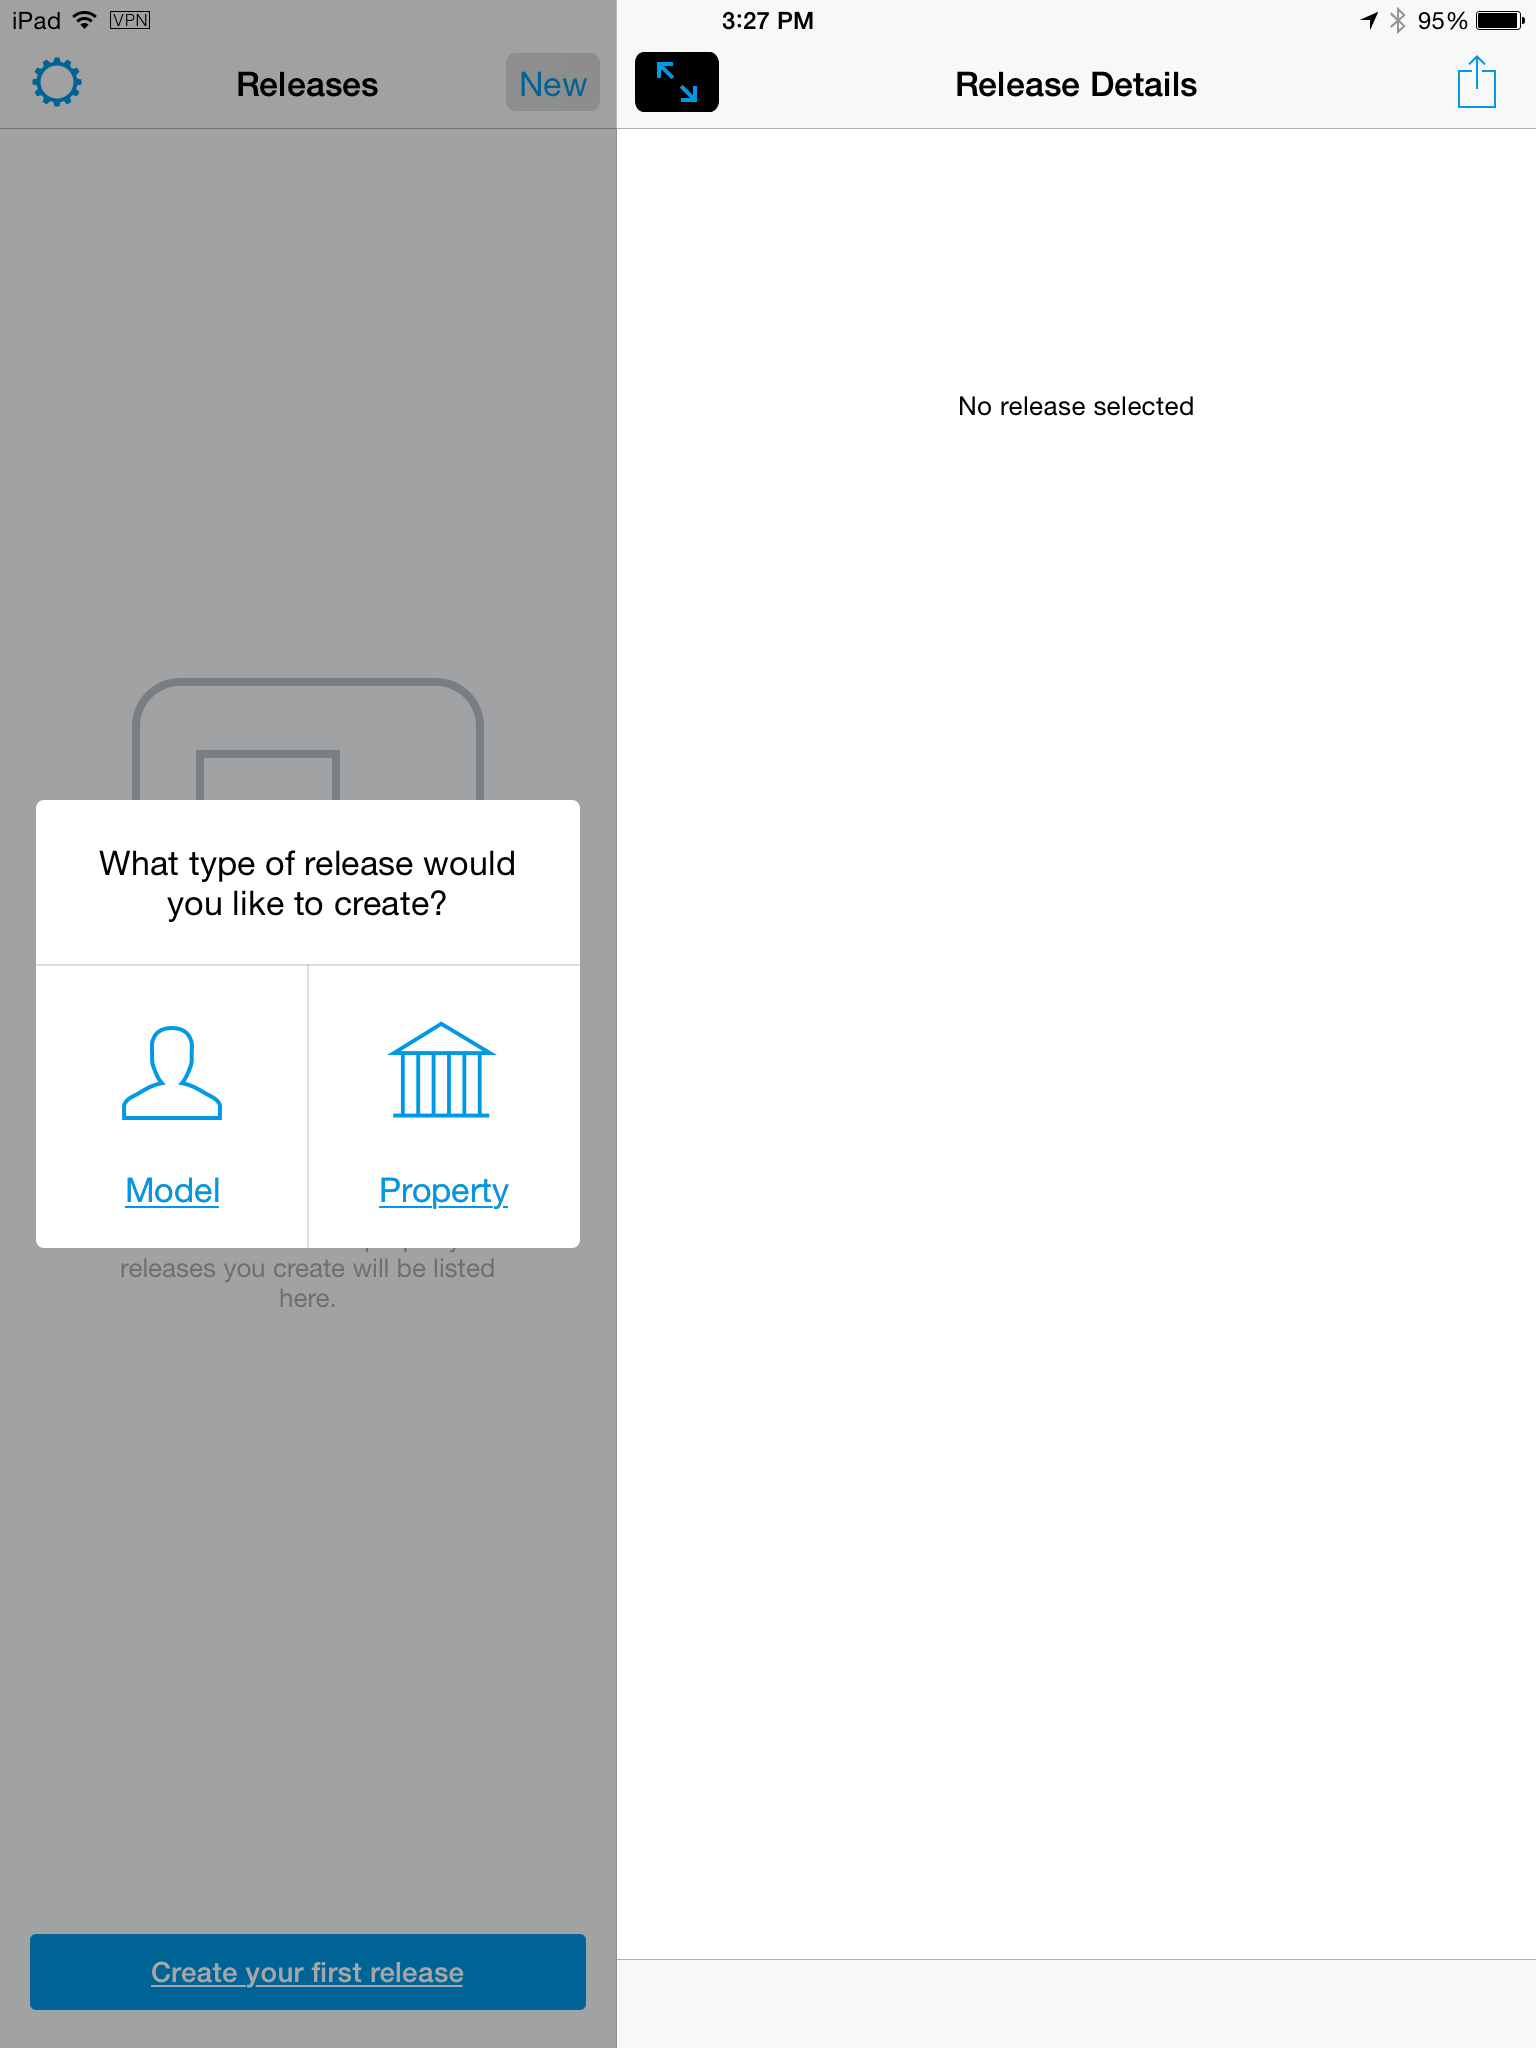 iPad VPN 3:27 PM 95%
Releases New Release Details
No release selected
What type of release would
you like to create?
Model Property
releases you create will be listed
here.
Create your first release